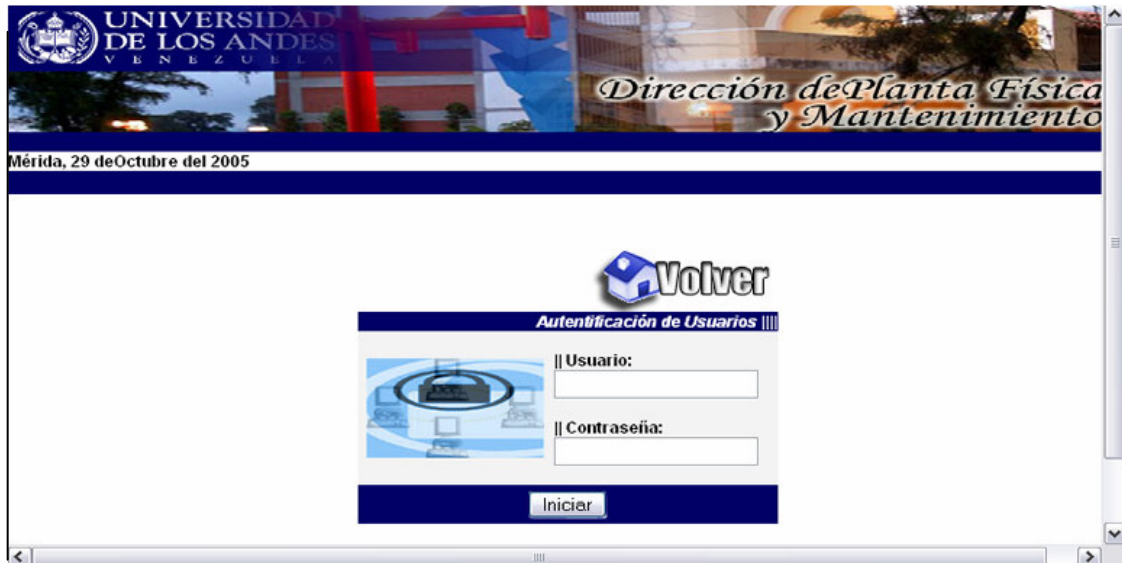 UNIVERSIDAD
DE LOS ANDES
VENEZUELA
Dirección dePlanta Física
y Mantenimiento
Mérida, 29 deOctubre del 2005
Volver
Autentificación de Usuarios ||||
|| Usuario:
|| Contraseña:
Iniciar